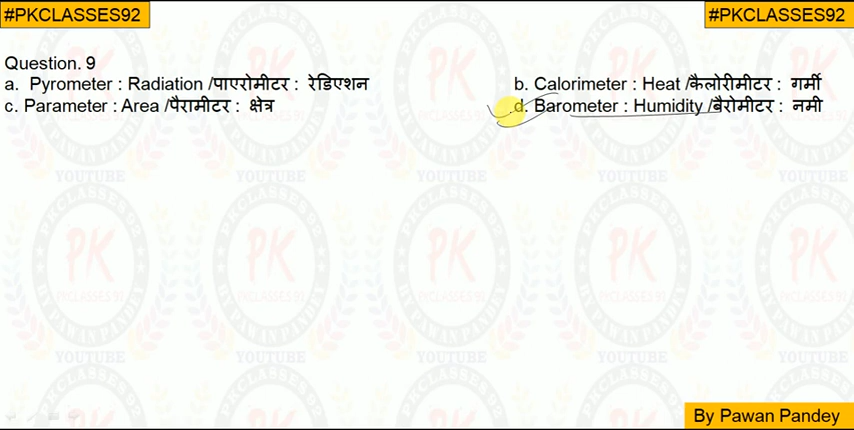 #PKCLASSES92 #PKCLASSES92
Question. 9
a. Pyrometer : Radiation /पाएरोमीटर : रेडिएशन b. Calorimeter : Heat /कैलोरीमीटर : गर्मी
c. Parameter : Area /पैरामीटर : क्षेत्र d. Barometer : Humidity /बैरोमीटर : नमी
By Pawan Pandey